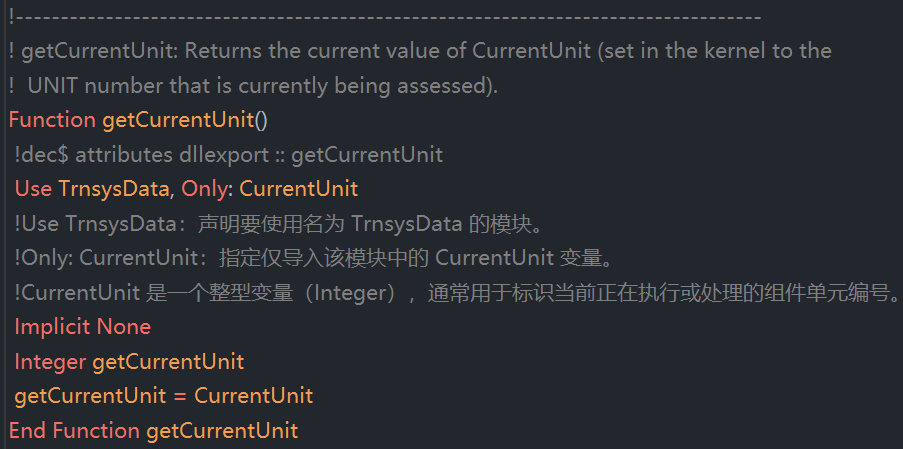 !-------------------------------------------------------------------------------
! getCurrentUnit: Returns the current value of CurrentUnit (set in the kernel to the
!  UNIT number that is currently being assessed).
Function getCurrentUnit()
!dec$ attributes dllexport :: getCurrentUnit
Use TrnsysData, Only: CurrentUnit
!Use TrnsysData：声明要使用名为 TrnsysData 的模块。
!Only: CurrentUnit：指定仅导入该模块中的 CurrentUnit 变量。
!CurrentUnit 是一个整型变量（Integer），通常用于标识当前正在执行或处理的组件单元编号。
Implicit None
Integer getCurrentUnit
getCurrentUnit = CurrentUnit
End Function getCurrentUnit